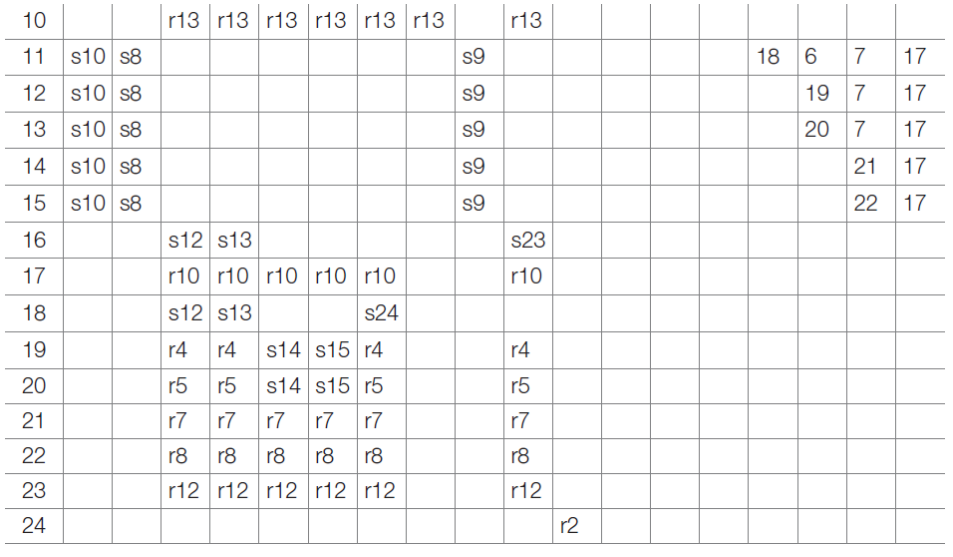 10 r13 r13 r13 r13 r13 r13 r13
11 s10 s8 s9 18 6 7 17
12 s10 s8 s9 19 7 17
13 s10 s8 s9 20 7 17
14 s10 s8 s9 21 17
15 s10 s8 s9 22 17
16 s12 s13 s23
17 r10 r10 r10 r10 r10 r10
18 s12 s13 s24
19 r4 r4 s14 s15 r4 r4
20 r5 r5 s14 s15 r5 r5
21 r7 r7 r7 r7 r7 r7
22 r8 r8 r8 r8 r8 r8
23 r12 r12 r12 r12 r12 r12
24 r2